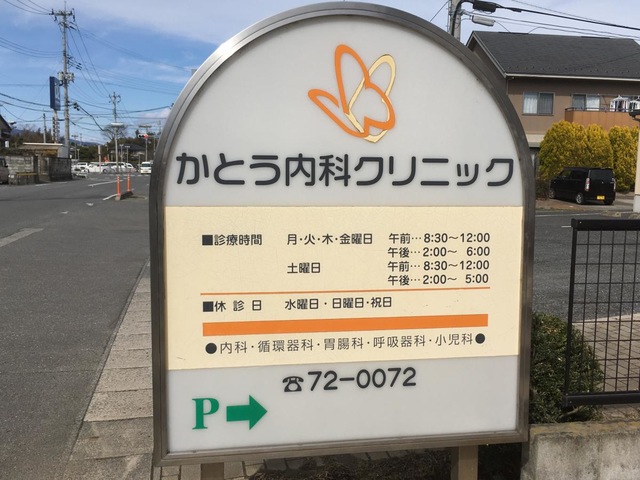 かとう内科クリニック
■診療時間 月・火・木・金曜日 午前…8:30～12:00
午後…2:00～ 6:00
土曜日 午前…8:30～12:00
午後…2:00～ 5:00
■休診日 水曜日・日曜日・祝日
●内科・循環器科・胃腸科・呼吸器科・小児科●
☎72-0072
P➡